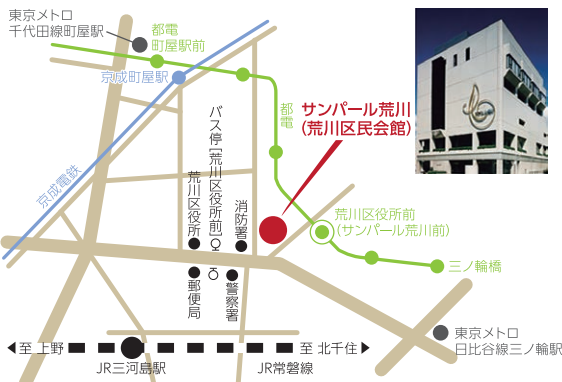 東京メトロ
千代田線町屋駅
都電
町屋駅前
京成町屋駅
京成電鉄
バス停[荒川区役所前]
都電
サンパール荒川
(荒川区民会館)
荒川区役所
消防署
荒川区役所前
(サンパール荒川前)
三ノ輪橋
郵便局
警察署
東京メトロ
日比谷線三ノ輪駅
至 上野
至 北千住
JR三河島駅
JR常磐線